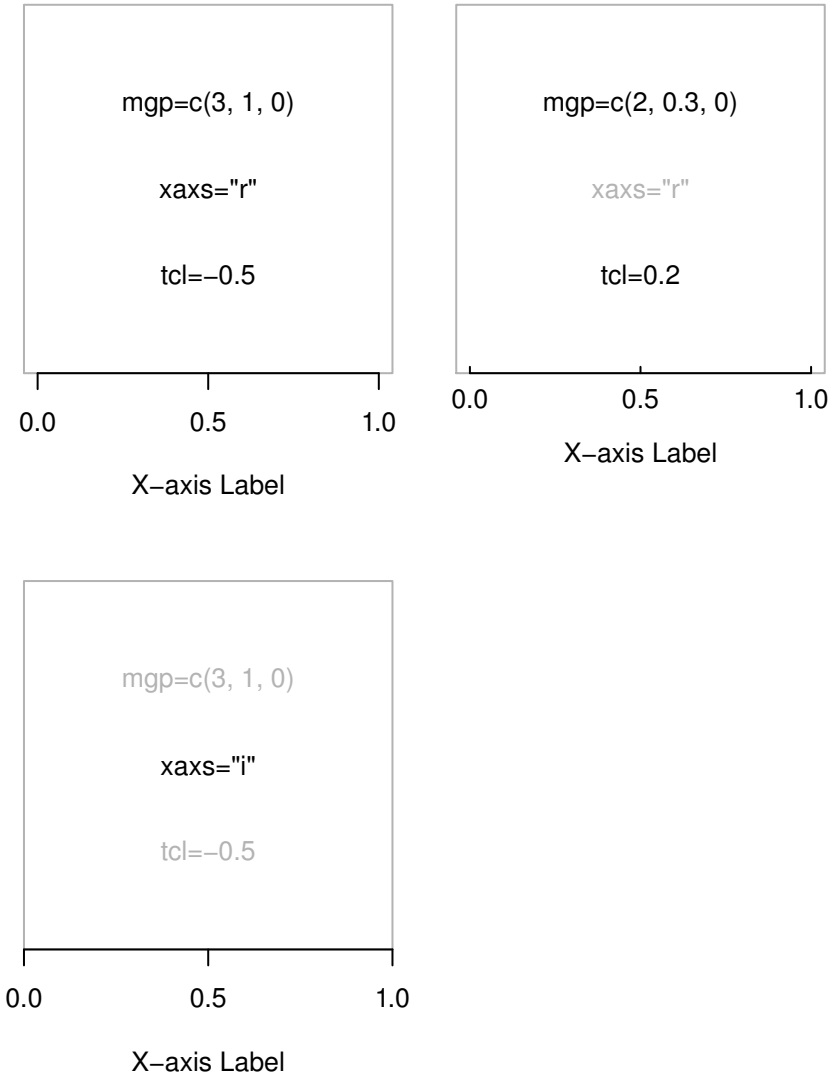 mgp=c(3, 1, 0)
xaxs="r"
tcl=−0.5
0.0 0.5 1.0
X−axis Label
mgp=c(2, 0.3, 0)
xaxs="r"
tcl=0.2
0.0 0.5 1.0
X−axis Label
mgp=c(3, 1, 0)
xaxs="i"
tcl=−0.5
0.0 0.5 1.0
X−axis Label